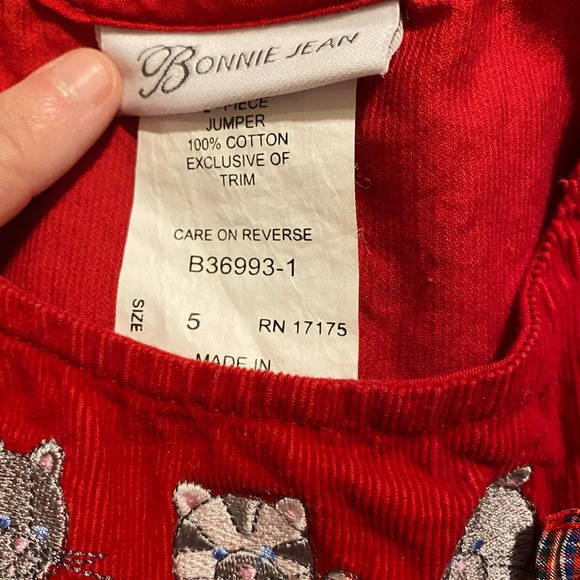 BONNIE JEAN
2-PIECE
JUMPER
100% COTTON
EXCLUSIVE OF
TRIM
CARE ON REVERSE
B36993-1
SIZE
5 RN 17175
MADE IN